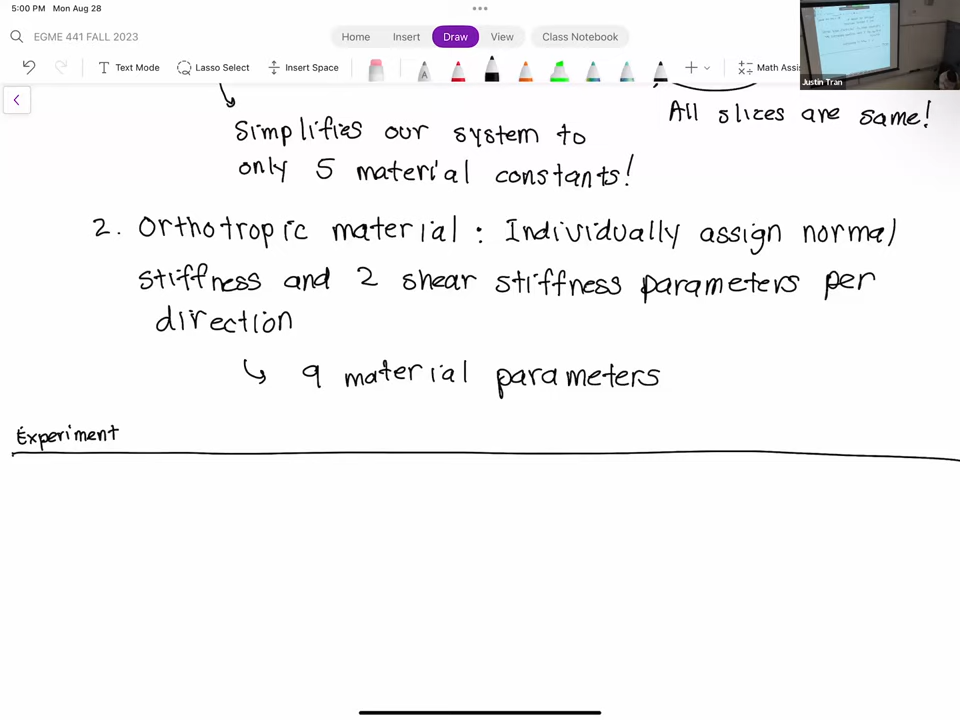 5:00 PM Mon Aug 28
EGME 441 FALL 2023
Home Insert Draw View Class Notebook
Text Mode Lasso Select Insert Space Math Assis
Justin Tran
All slices are same!
Simplifies our system to
only 5 material constants!
2. Orthotropic material : Individually assign normal
stiffness and 2 shear stiffness parameters per
direction
↳ 9 material parameters
Experiment